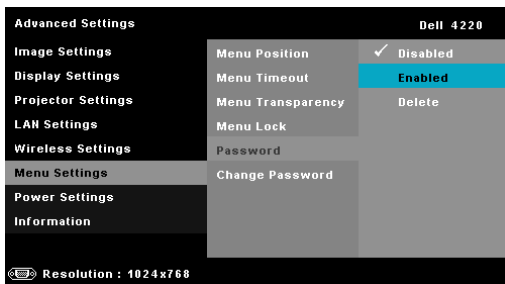 Advanced Settings Dell 4220
Image Settings Menu Position ✓ Disabled
Display Settings Menu Timeout Enabled
Projector Settings Menu Transparency Delete
LAN Settings Menu Lock
Wireless Settings Password
Menu Settings Change Password
Power Settings
Information
Resolution : 1024x768